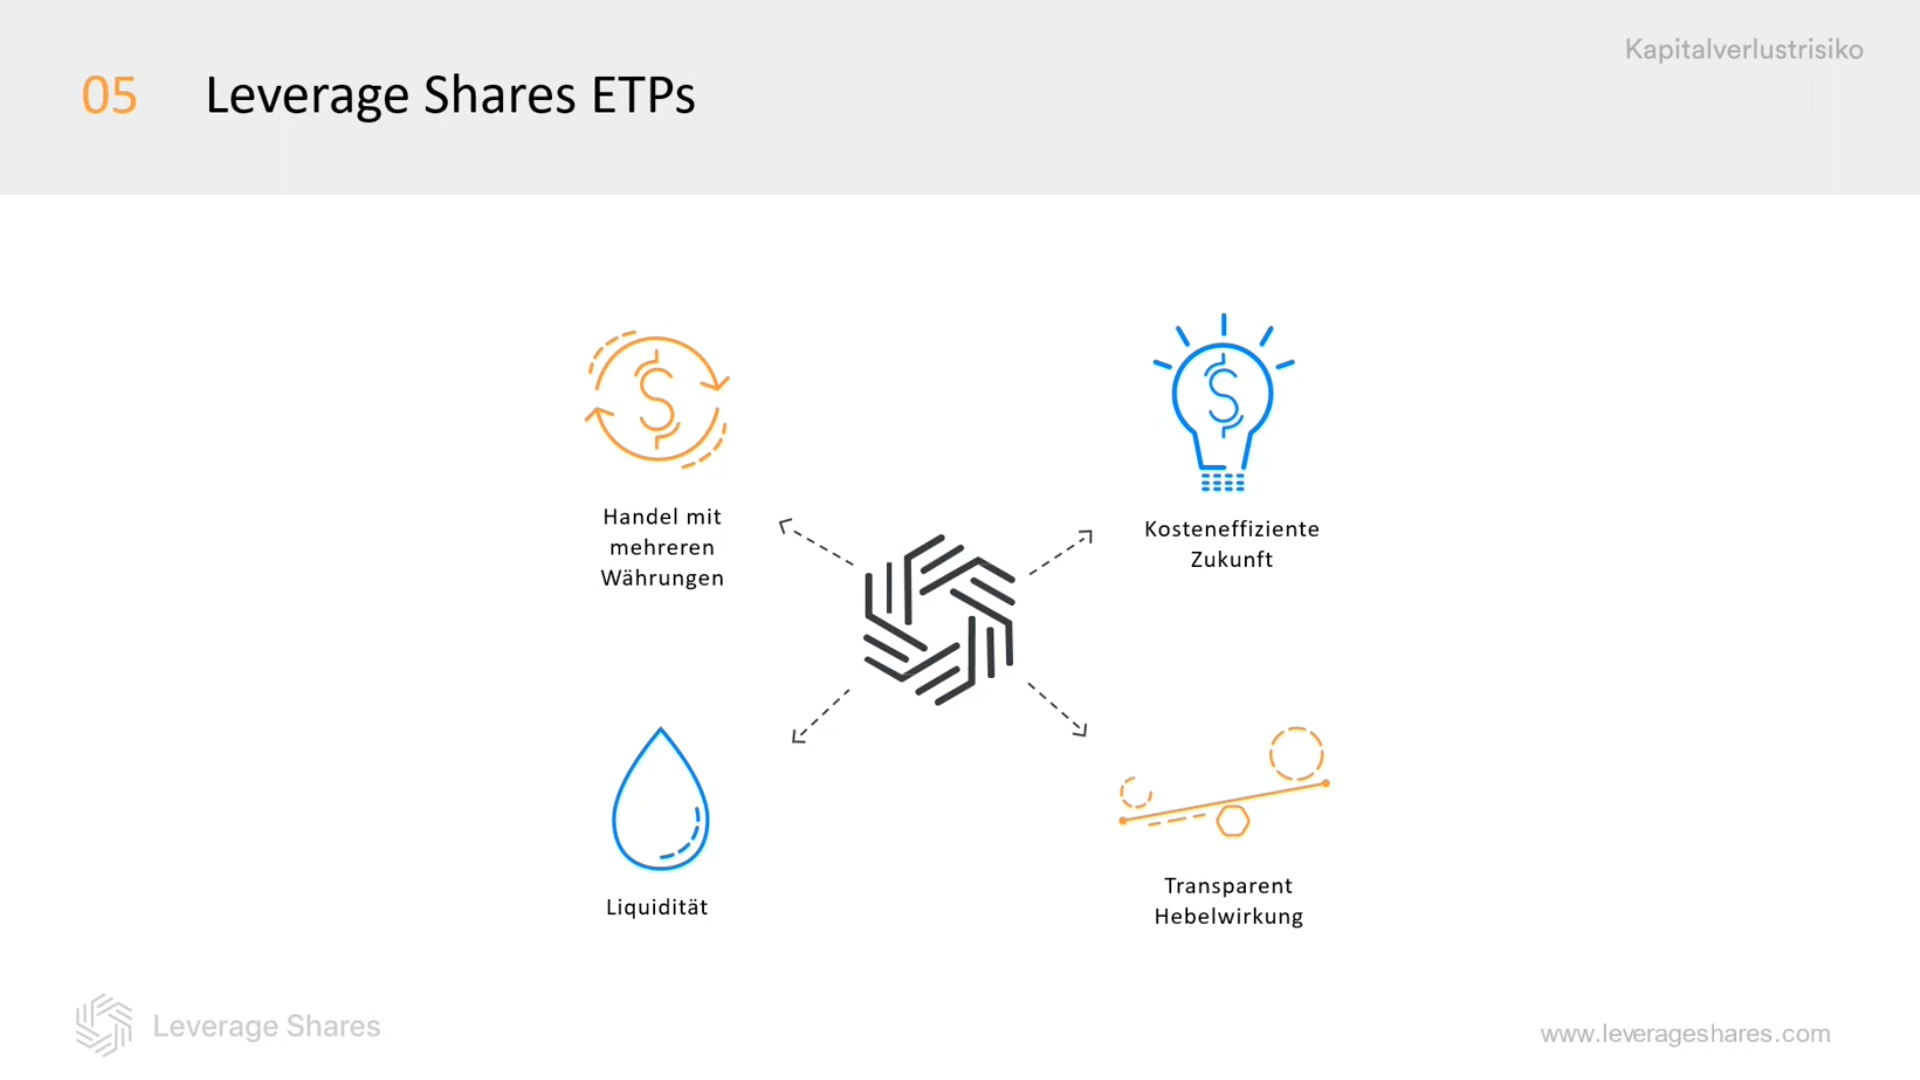 Kapitalverlustrisiko
05 Leverage Shares ETPs
Handel mit
mehreren
Währungen
Kosteneffiziente
Zukunft
Liquidität
Transparent
Hebelwirkung
Leverage Shares
www.leverageshares.com